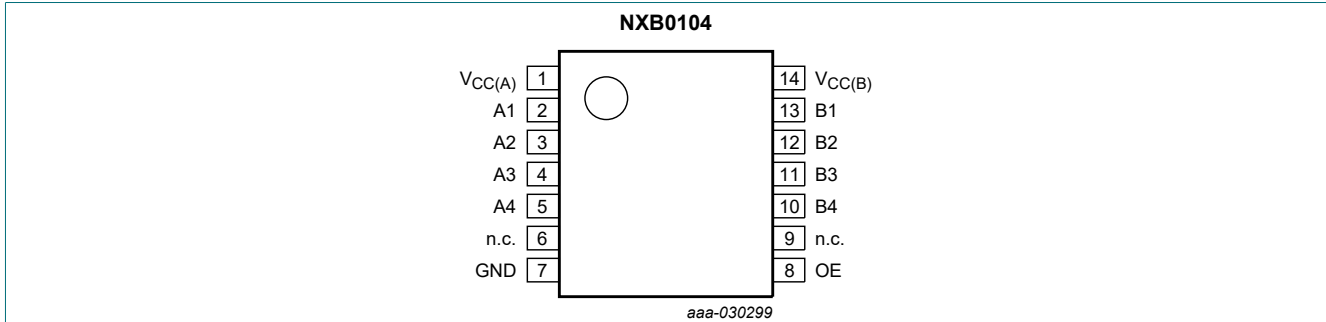 NXB0104
VCC(A) 1 14 VCC(B)
A1 2 13 B1
A2 3 12 B2
A3 4 11 B3
A4 5 10 B4
n.c. 6 9 n.c.
GND 7 8 OE
aaa-030299